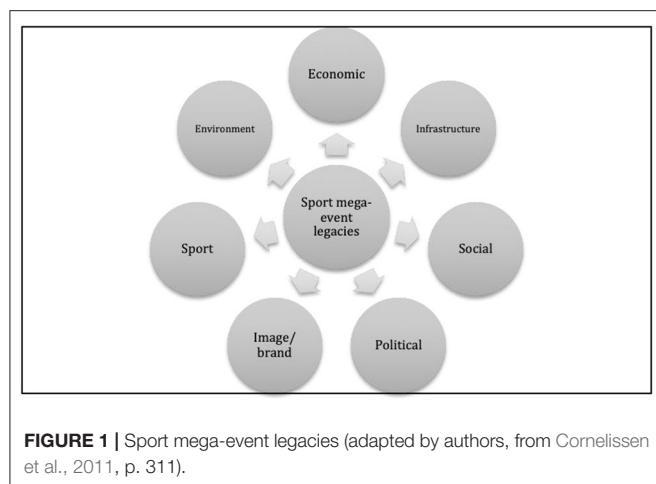 Economic
Environment
Infrastructure
Sport mega-
event
legacies
Sport
Social
Image/
brand
Political
FIGURE 1 | Sport mega-event legacies (adapted by authors, from Cornelissen
et al., 2011, p. 311).